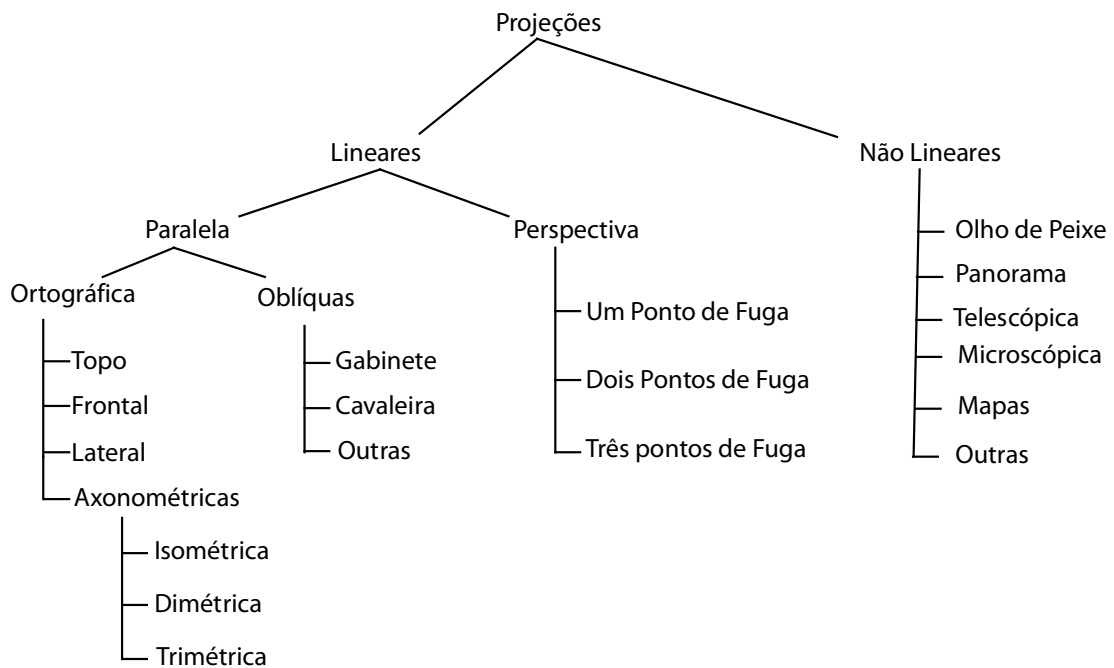 Projeções
Lineares
Não Lineares
Paralela
Perspectiva
Ortográfica
Oblíquas
Topo
Frontal
Lateral
Axonométricas
Isométrica
Dimétrica
Trimétrica
Gabinete
Cavaleira
Outras
Um Ponto de Fuga
Dois Pontos de Fuga
Três pontos de Fuga
Olho de Peixe
Panorama
Telescópica
Microscópica
Mapas
Outras